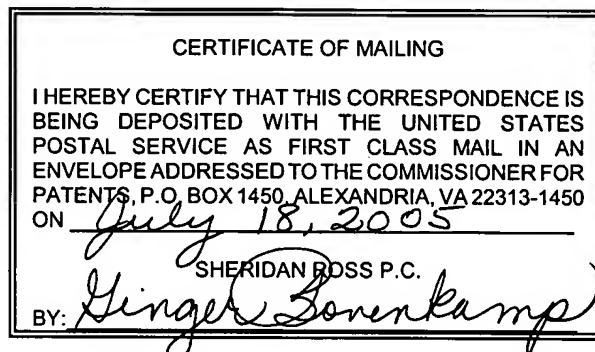 CERTIFICATE OF MAILING
I HEREBY CERTIFY THAT THIS CORRESPONDENCE IS
BEING DEPOSITED WITH THE UNITED STATES
POSTAL SERVICE AS FIRST CLASS MAIL IN AN
ENVELOPE ADDRESSED TO THE COMMISSIONER FOR
PATENTS, P.O. BOX 1450, ALEXANDRIA, VA 22313-1450
ON July 18, 2005
SHERIDAN ROSS P.C.
BY: Ginger Bovenkamp